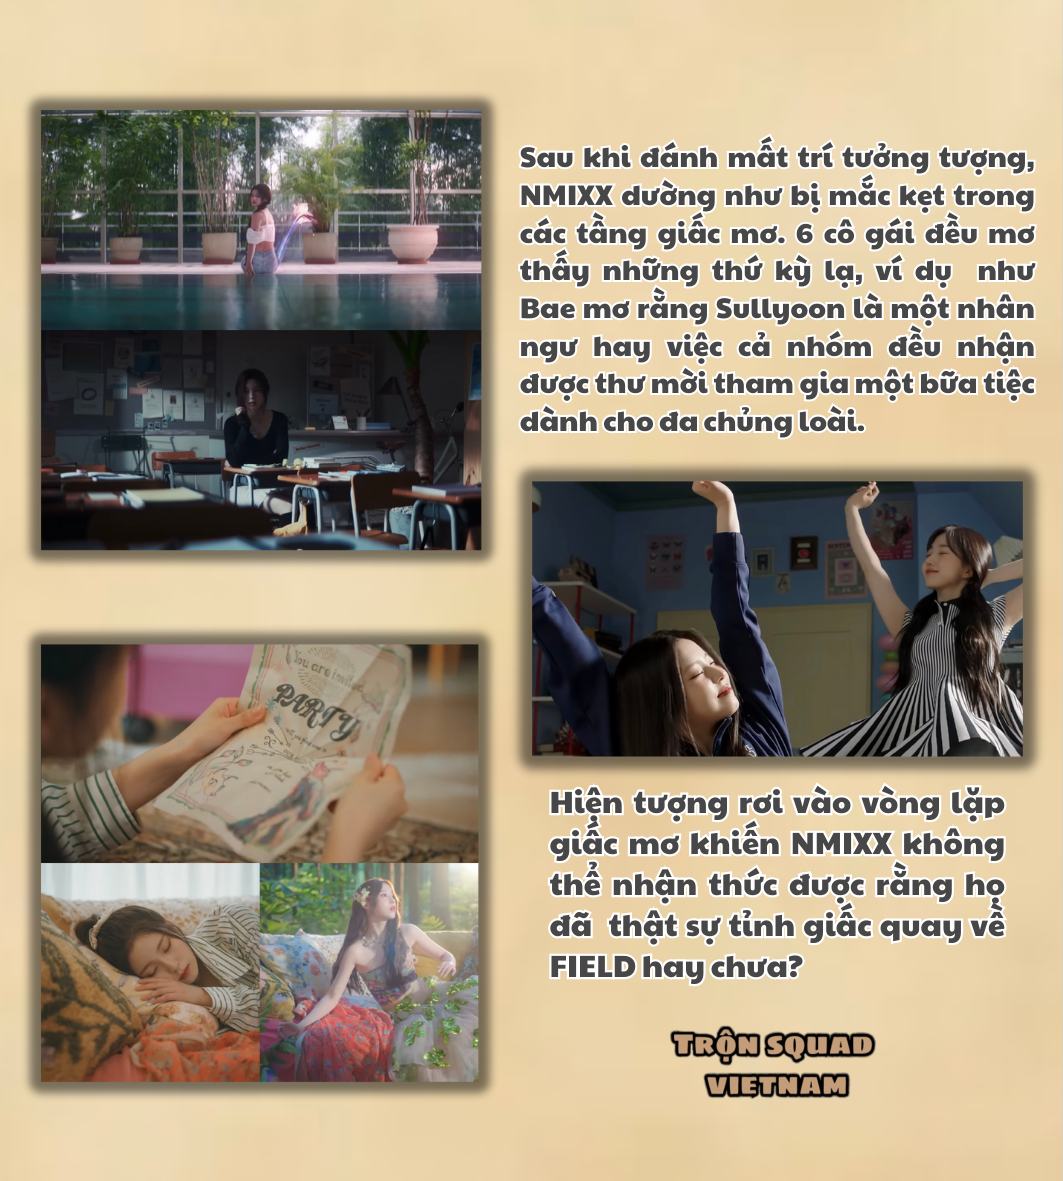 Sau khi đánh mất trí tưởng tượng,
NMIXX dường như bị mắc kẹt trong
các tầng giấc mơ. 6 cô gái đều mơ
thấy những thứ kỳ lạ, ví dụ như
Bae mơ rằng Sullyoon là một nhân
ngư hay việc cả nhóm đều nhận
được thư mời tham gia một bữa tiệc
dành cho đa chủng loài.
You are invited
PARTY
Hiện tượng rơi vào vòng lặp
giấc mơ khiến NMIXX không
thể nhận thức được rằng họ
đã thật sự tỉnh giấc quay về
FIELD hay chưa?
TRỘN SQUAD
VIETNAM